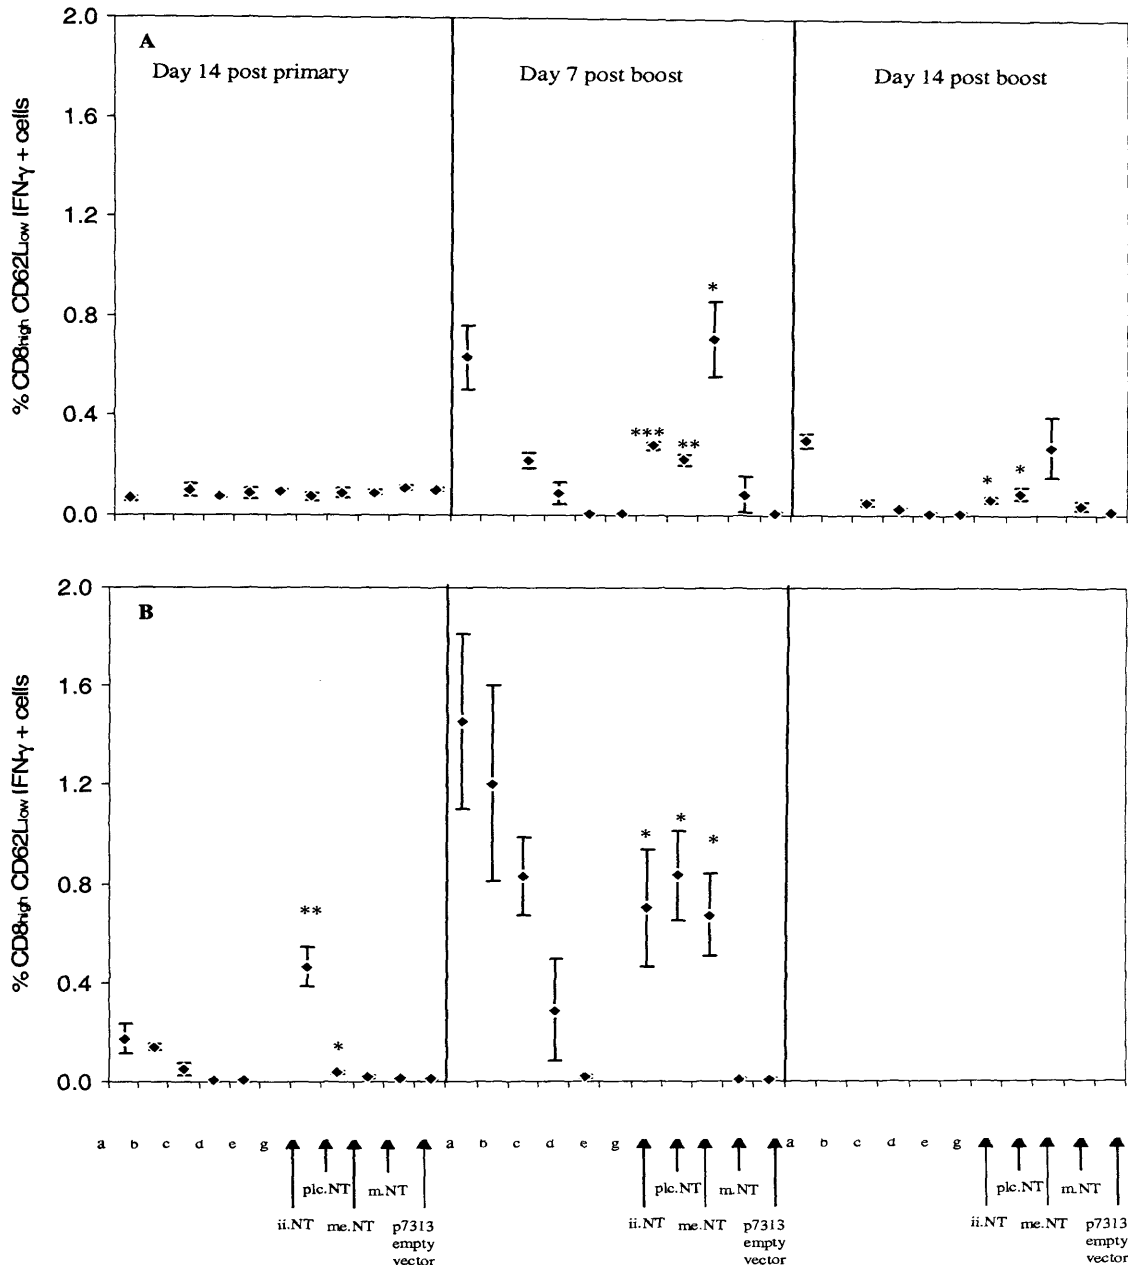 A
Day 14 post primary
Day 7 post boost
Day 14 post boost
% CD8high CD62Llow IFN-γ + cells
2.0
1.6
1.2
0.8
0.4
0.0
*
***
**
*
*
B
% CD8high CD62Llow IFN-γ + cells
2.0
1.6
1.2
0.8
0.4
0.0
**
*
*
*
*
a b c d e g a b c d e g a b c d e g
plc.NT m.NT plc.NT m.NT plc.NT m.NT
ii.NT me.NT p7313 ii.NT me.NT p7313 ii.NT me.NT p7313
empty empty empty
vector vector vector